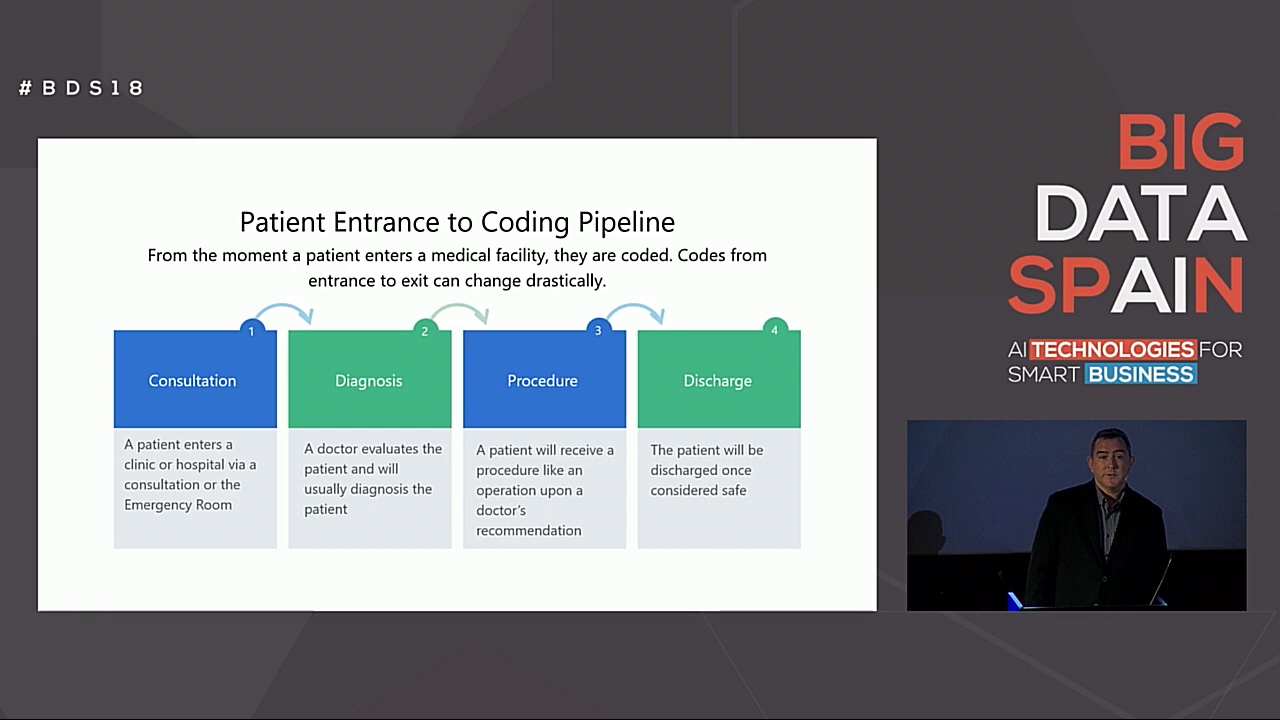 #BDS18
BIG
DATA
SPAIN
AI TECHNOLOGIES FOR
SMART BUSINESS
Patient Entrance to Coding Pipeline
From the moment a patient enters a medical facility, they are coded. Codes from
entrance to exit can change drastically.
1
Consultation
A patient enters a
clinic or hospital via a
consultation or the
Emergency Room
2
Diagnosis
A doctor evaluates the
patient and will
usually diagnosis the
patient
3
Procedure
A patient will receive a
procedure like an
operation upon a
doctor's
recommendation
4
Discharge
The patient will be
discharged once
considered safe